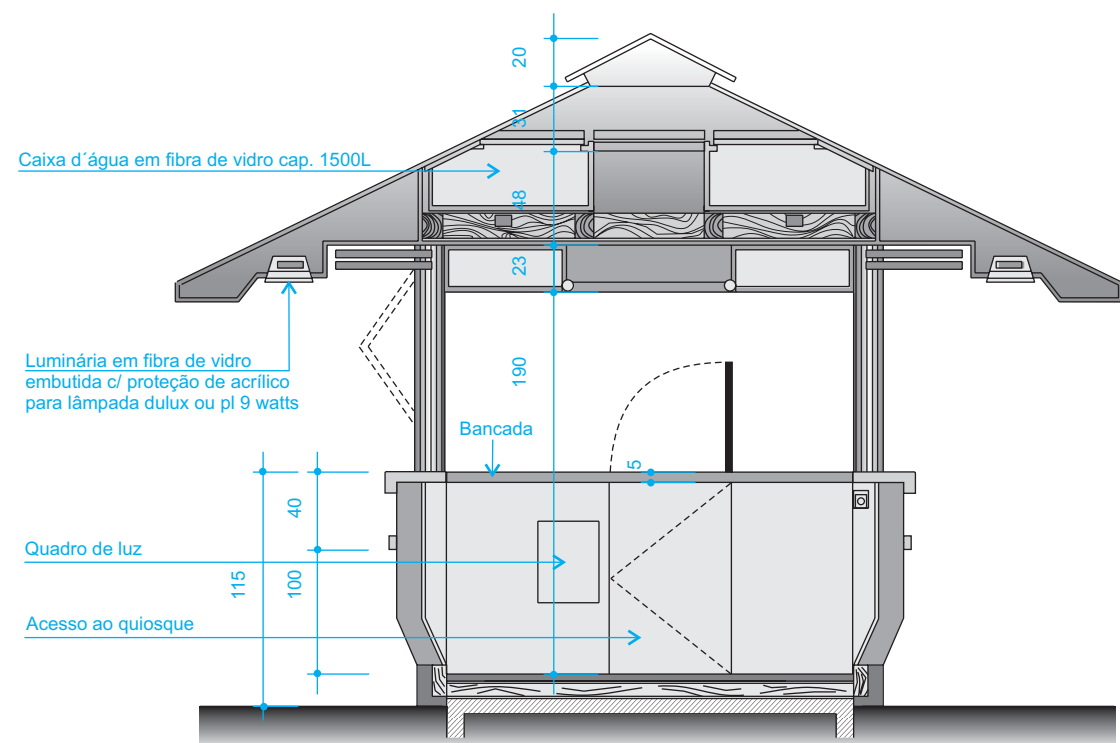 20
31
Caixa d´água em fibra de vidro cap. 1500L
48
23
Luminária em fibra de vidro
embutida c/ proteção de acrílico
para lâmpada dulux ou pl 9 watts
190
Bancada
5
40
Quadro de luz
115
100
Acesso ao quiosque